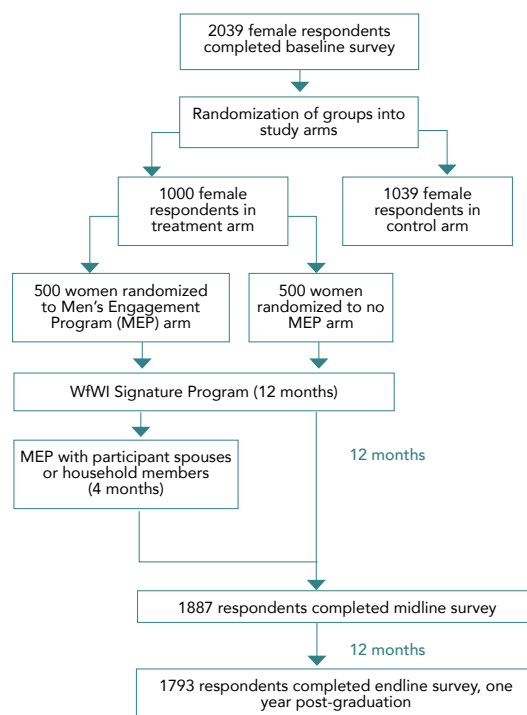 2039 female respondents
completed baseline survey
Randomization of groups into
study arms
1000 female
respondents in
treatment arm
1039 female
respondents in
control arm
500 women randomized
to Men’s Engagement
Program (MEP) arm
500 women
randomized to no
MEP arm
WfWI Signature Program (12 months)
MEP with participant spouses
or household members
(4 months)
12 months
1887 respondents completed midline survey
12 months
1793 respondents completed endline survey, one
year post-graduation